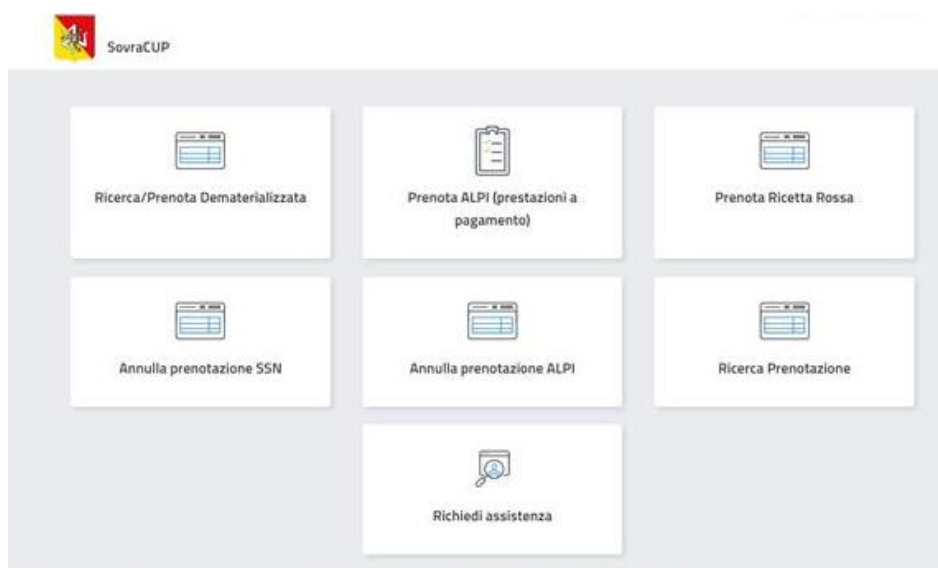 SovraCUP
Ricerca/Prenota Dematerializzata
Prenota ALPI (prestazioni a
pagamento)
Prenota Ricetta Rossa
Annulla prenotazione SSN
Annulla prenotazione ALPI
Ricerca Prenotazione
Richiedi assistenza